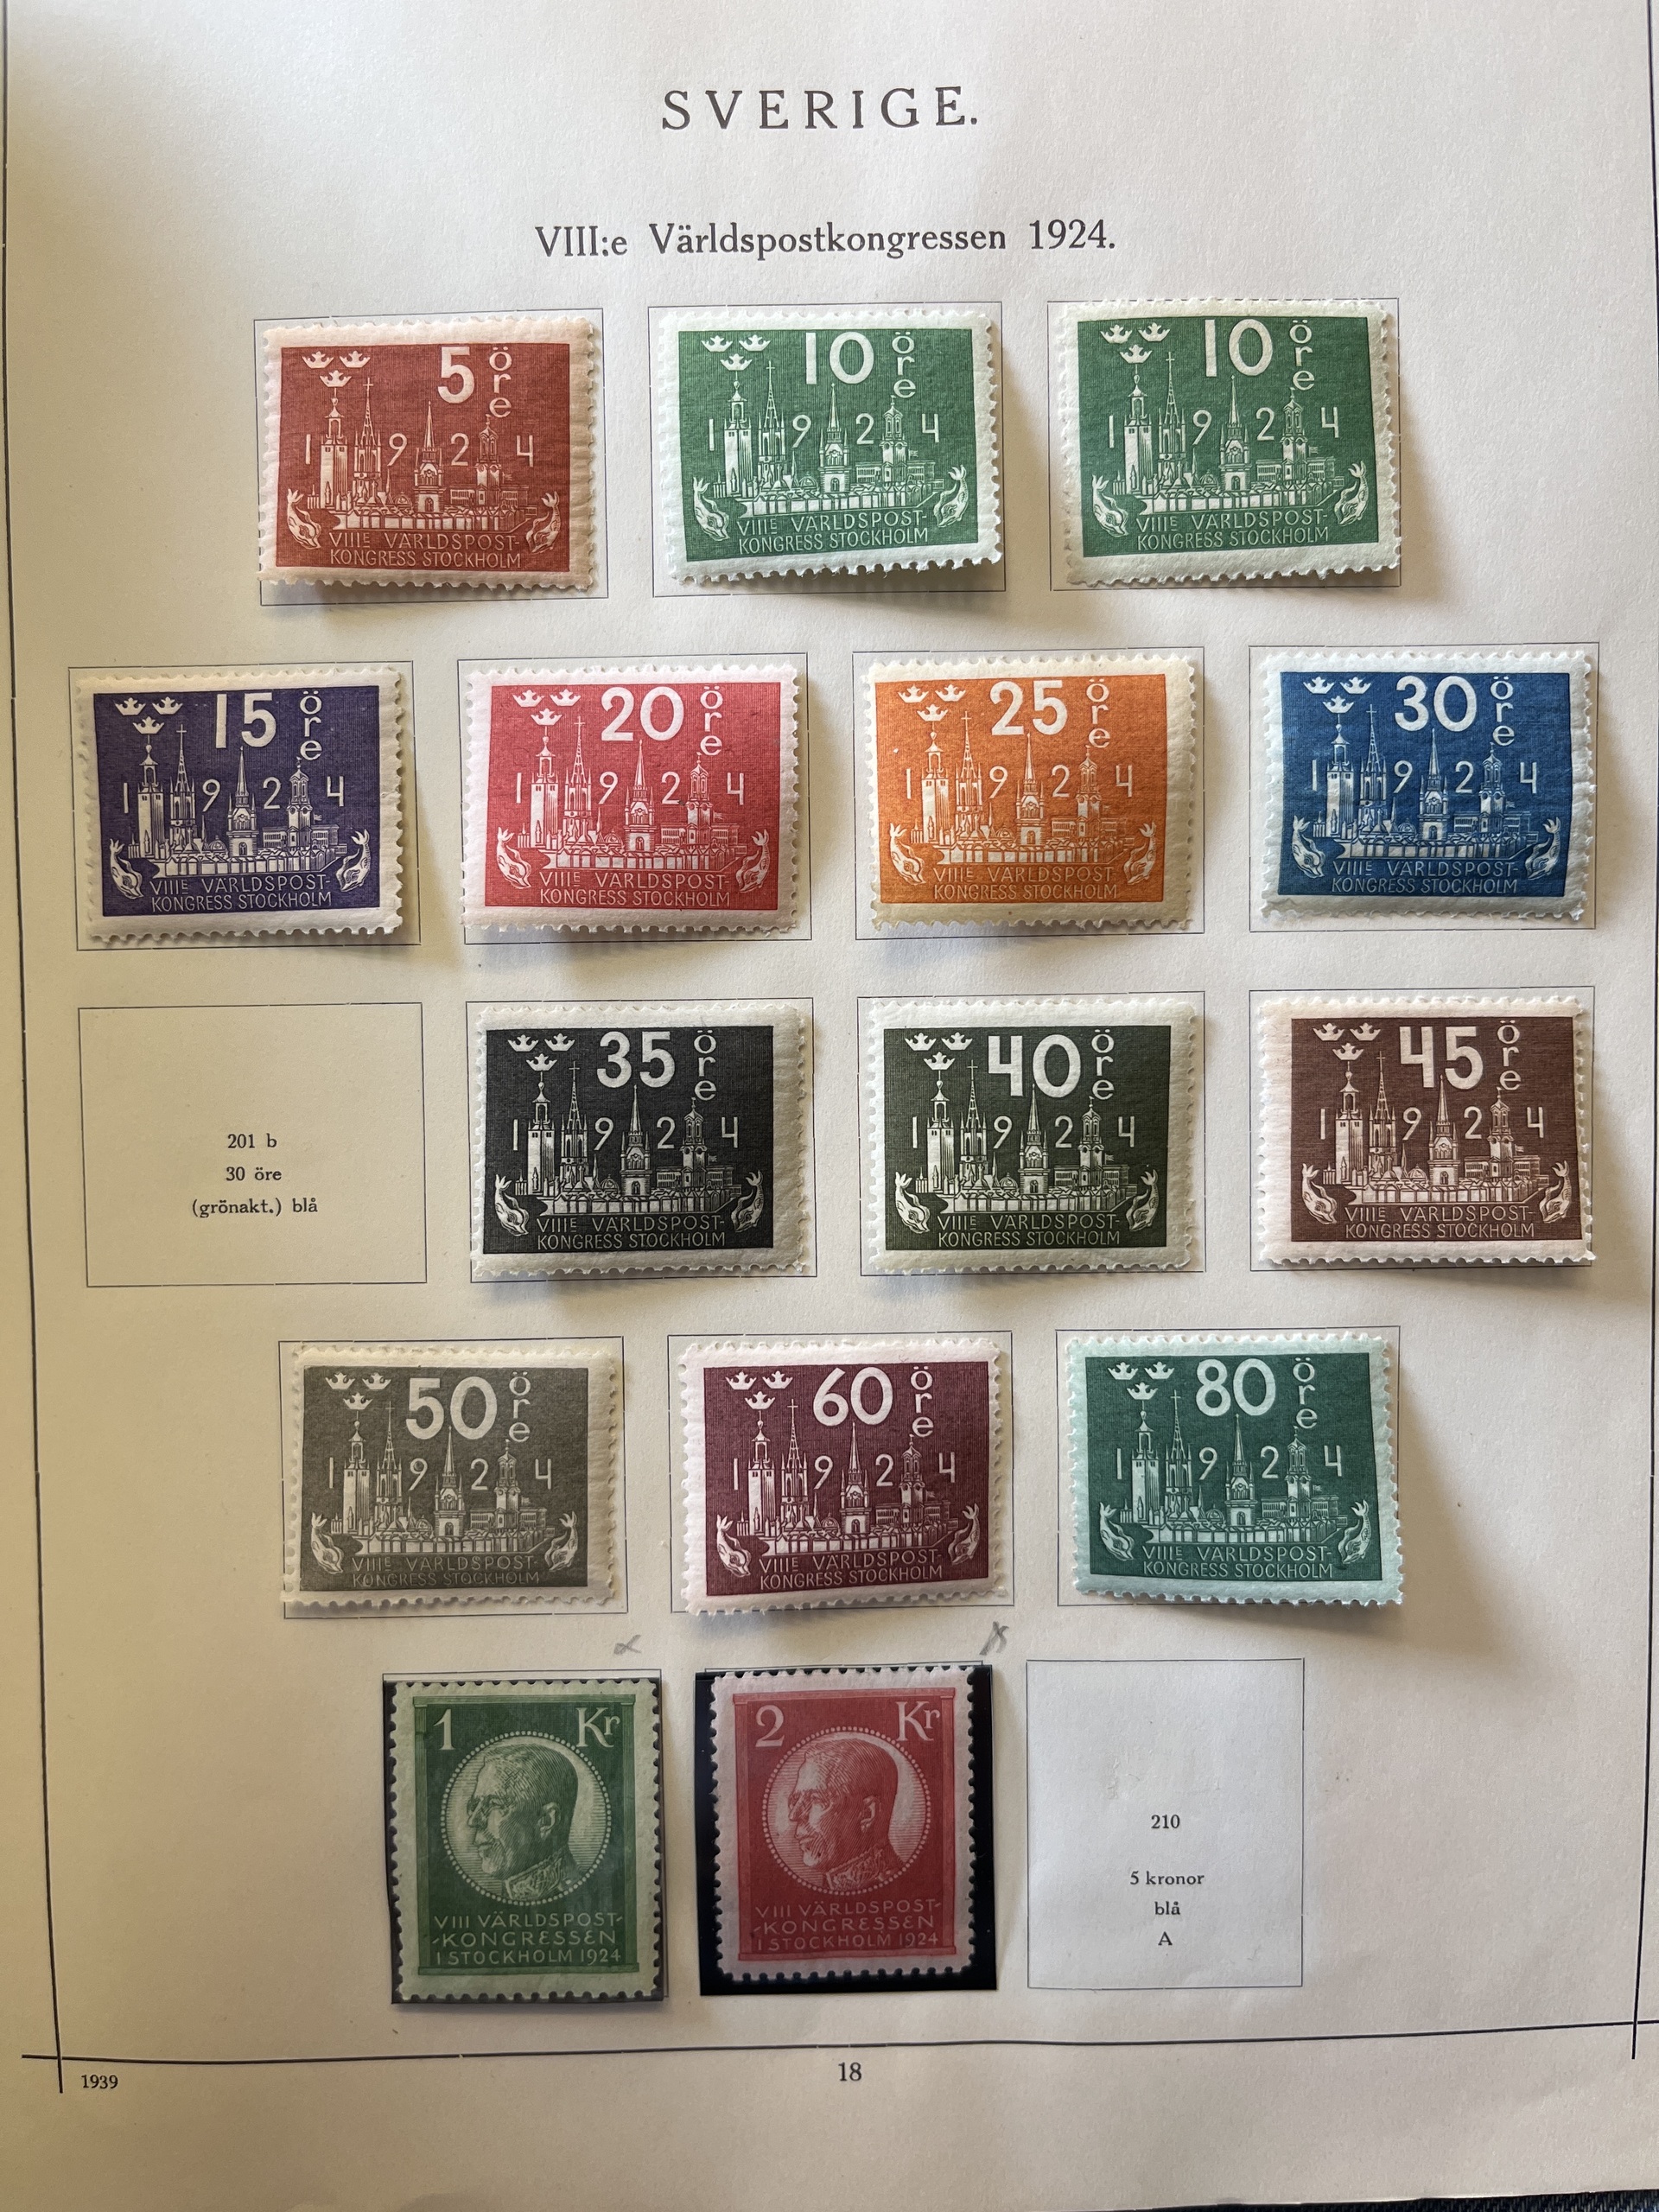 SVERIGE.
VIII:e Världspostkongressen 1924.
5 öre
1924
VIIIE VÄRLDSPOST-
KONGRESS STOCKHOLM
10 öre
1924
VIIIE VÄRLDSPOST-
KONGRESS STOCKHOLM
10 öre
1924
VIIIE VÄRLDSPOST-
KONGRESS STOCKHOLM
15 öre
1924
VIIIE VÄRLDSPOST-
KONGRESS STOCKHOLM
20 öre
1924
VIIIE VÄRLDSPOST-
KONGRESS STOCKHOLM
25 öre
1924
VIIIE VÄRLDSPOST-
KONGRESS STOCKHOLM
30 öre
1924
VIIIE VÄRLDSPOST-
KONGRESS STOCKHOLM
201 b
30 öre
(grönakt.) blå
35 öre
1924
VIIIE VÄRLDSPOST-
KONGRESS STOCKHOLM
40 öre
1924
VIIIE VÄRLDSPOST-
KONGRESS STOCKHOLM
45 öre
1924
VIIIE VÄRLDSPOST-
KONGRESS STOCKHOLM
50 öre
1924
VIIIE VÄRLDSPOST-
KONGRESS STOCKHOLM
60 öre
1924
VIIIE VÄRLDSPOST-
KONGRESS STOCKHOLM
80 öre
1924
VIIIE VÄRLDSPOST-
KONGRESS STOCKHOLM
1 Kr
VIII VÄRLDSPOST-
-KONGRESSEN
I STOCKHOLM 1924
2 Kr
VIII VÄRLDSPOST-
-KONGRESSEN
I STOCKHOLM 1924
210
5 kronor
blå
A
1939
18